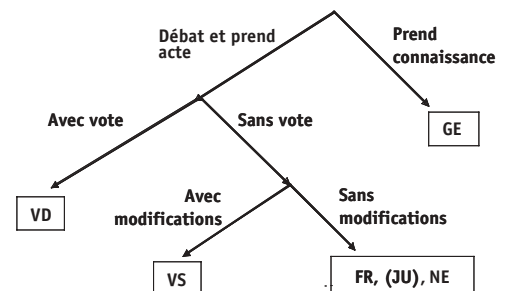 Débat et prend
acte
Prend
connaissance
GE
Avec vote
Sans vote
VD
Avec
modifications
Sans
modifications
VS
FR, (JU), NE